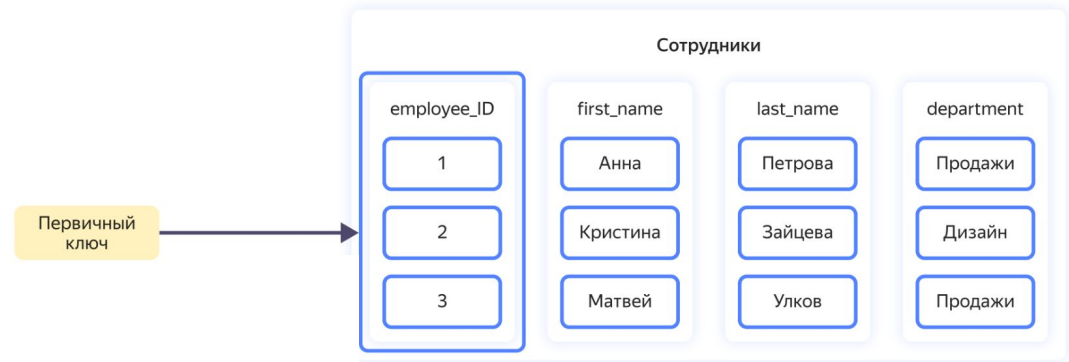 Сотрудники
employee_ID first_name last_name department
1 Анна Петрова Продажи
Первичный
ключ
2 Кристина Зайцева Дизайн
3 Матвей Улков Продажи